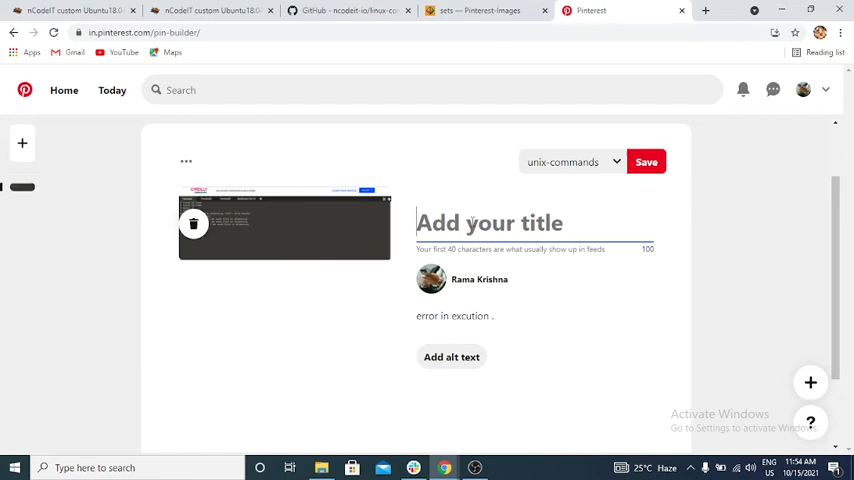 nCodeIT custom Ubuntu18.04
nCodeIT custom Ubuntu18.04
GitHub - ncodeit-io/linux-con
sets — Pinterest-Images
Pinterest
in.pinterest.com/pin-builder/
Apps
Gmail
YouTube
Maps
Reading list
Home
Today
Search
unix-commands
Save
O'REILLY
Add your title
Your first 40 characters are what usually show up in feeds
100
Rama Krishna
error in excution .
Add alt text
Activate Windows
Go to Settings to activate Windows.
?
Type here to search
25°C Haze
ENG
US
11:54 AM
10/15/2021